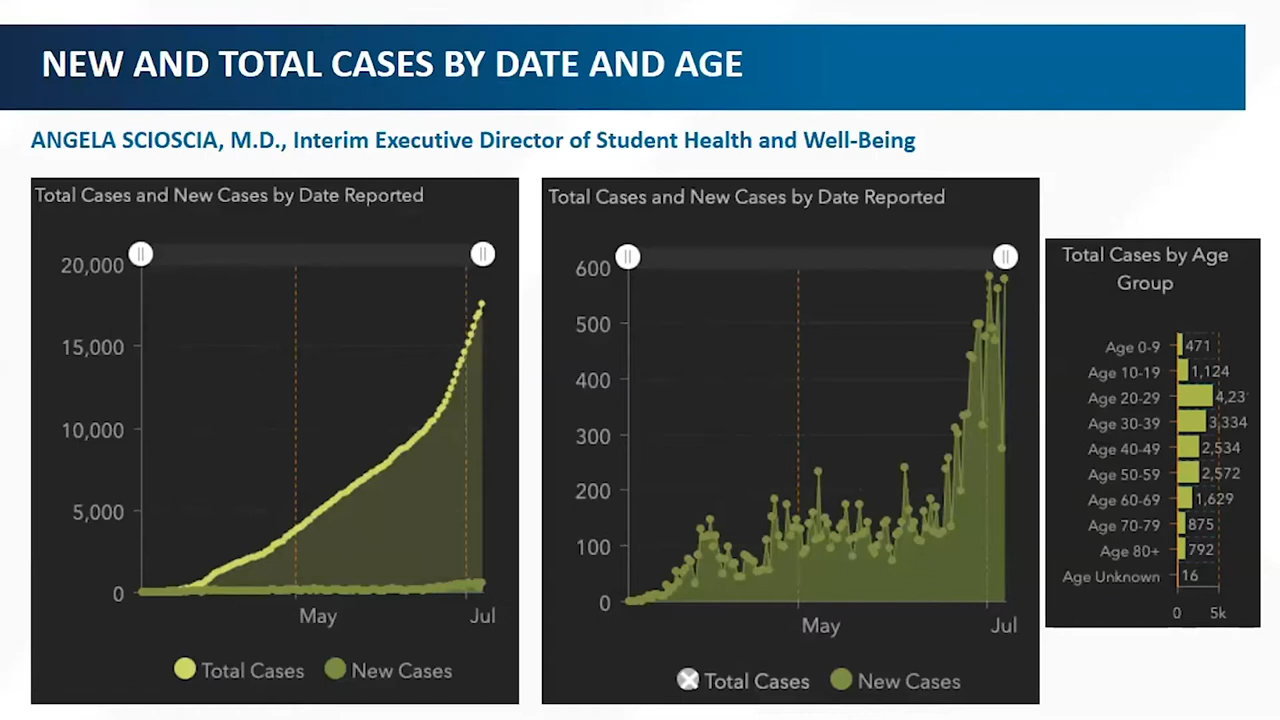 NEW AND TOTAL CASES BY DATE AND AGE
ANGELA SCIOSCIA, M.D., Interim Executive Director of Student Health and Well-Being
Total Cases and New Cases by Date Reported
20,000
15,000
10,000
5,000
0
May Jul
Total Cases New Cases
Total Cases and New Cases by Date Reported
600
500
400
300
200
100
0
May Jul
Total Cases New Cases
Total Cases by Age
Group
Age 0-9 471
Age 10-19 1,124
Age 20-29
Age 30-39 3,334
Age 40-49 2,534
Age 50-59 2,572
Age 60-69 1,629
Age 70-79 875
Age 80+ 792
Age Unknown 16
0 5k